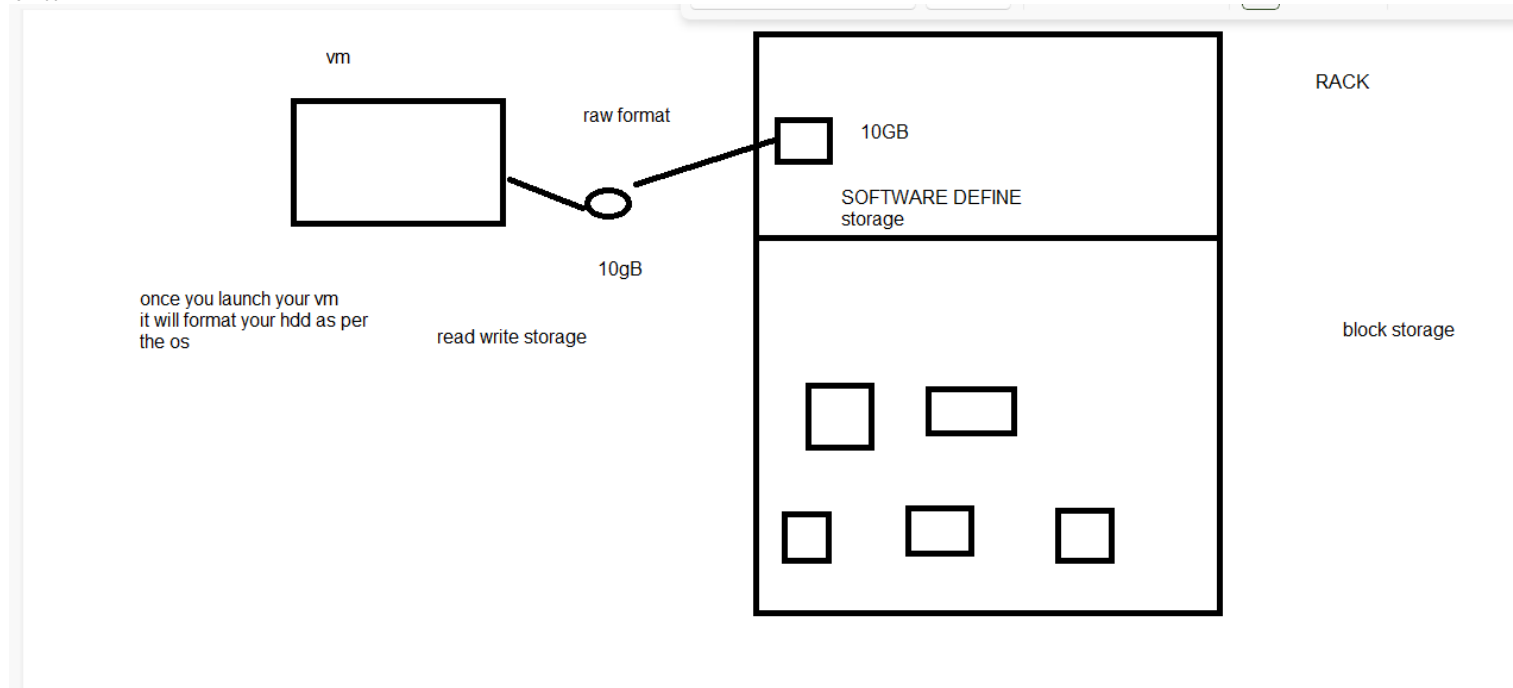 vm
RACK
raw format
10GB
SOFTWARE DEFINE
storage
10gB
once you launch your vm
it will format your hdd as per
the os
read write storage
block storage